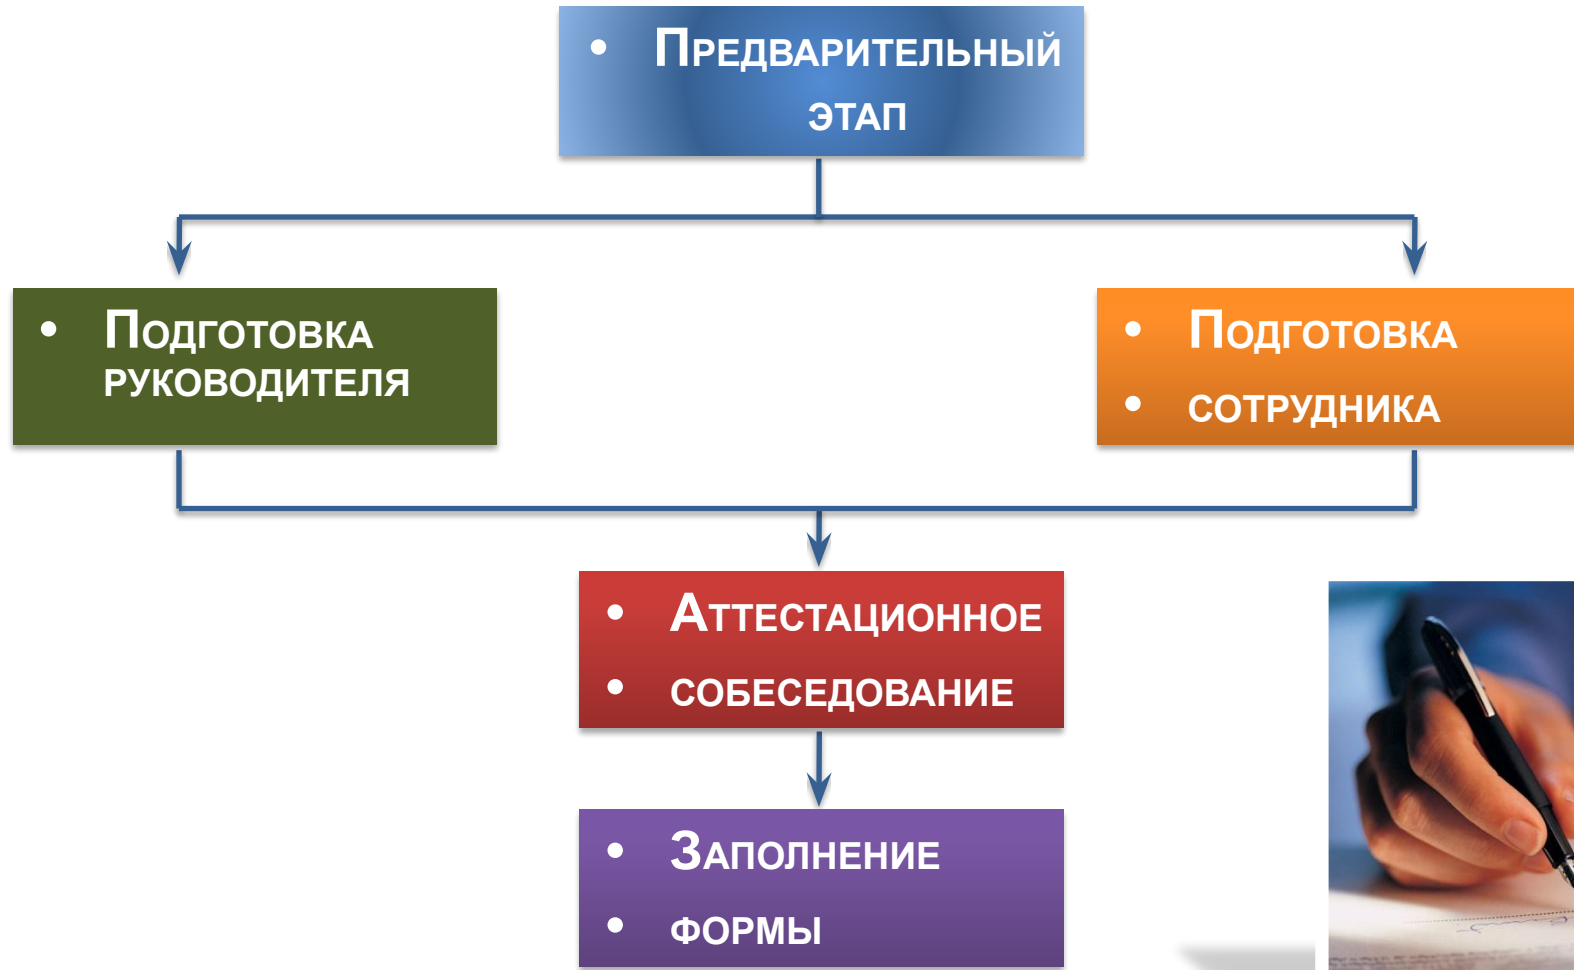 • Предварительный
этап
• Подготовка
руководителя
• Подготовка
• сотрудника
• Аттестационное
• собеседование
• Заполнение
• формы